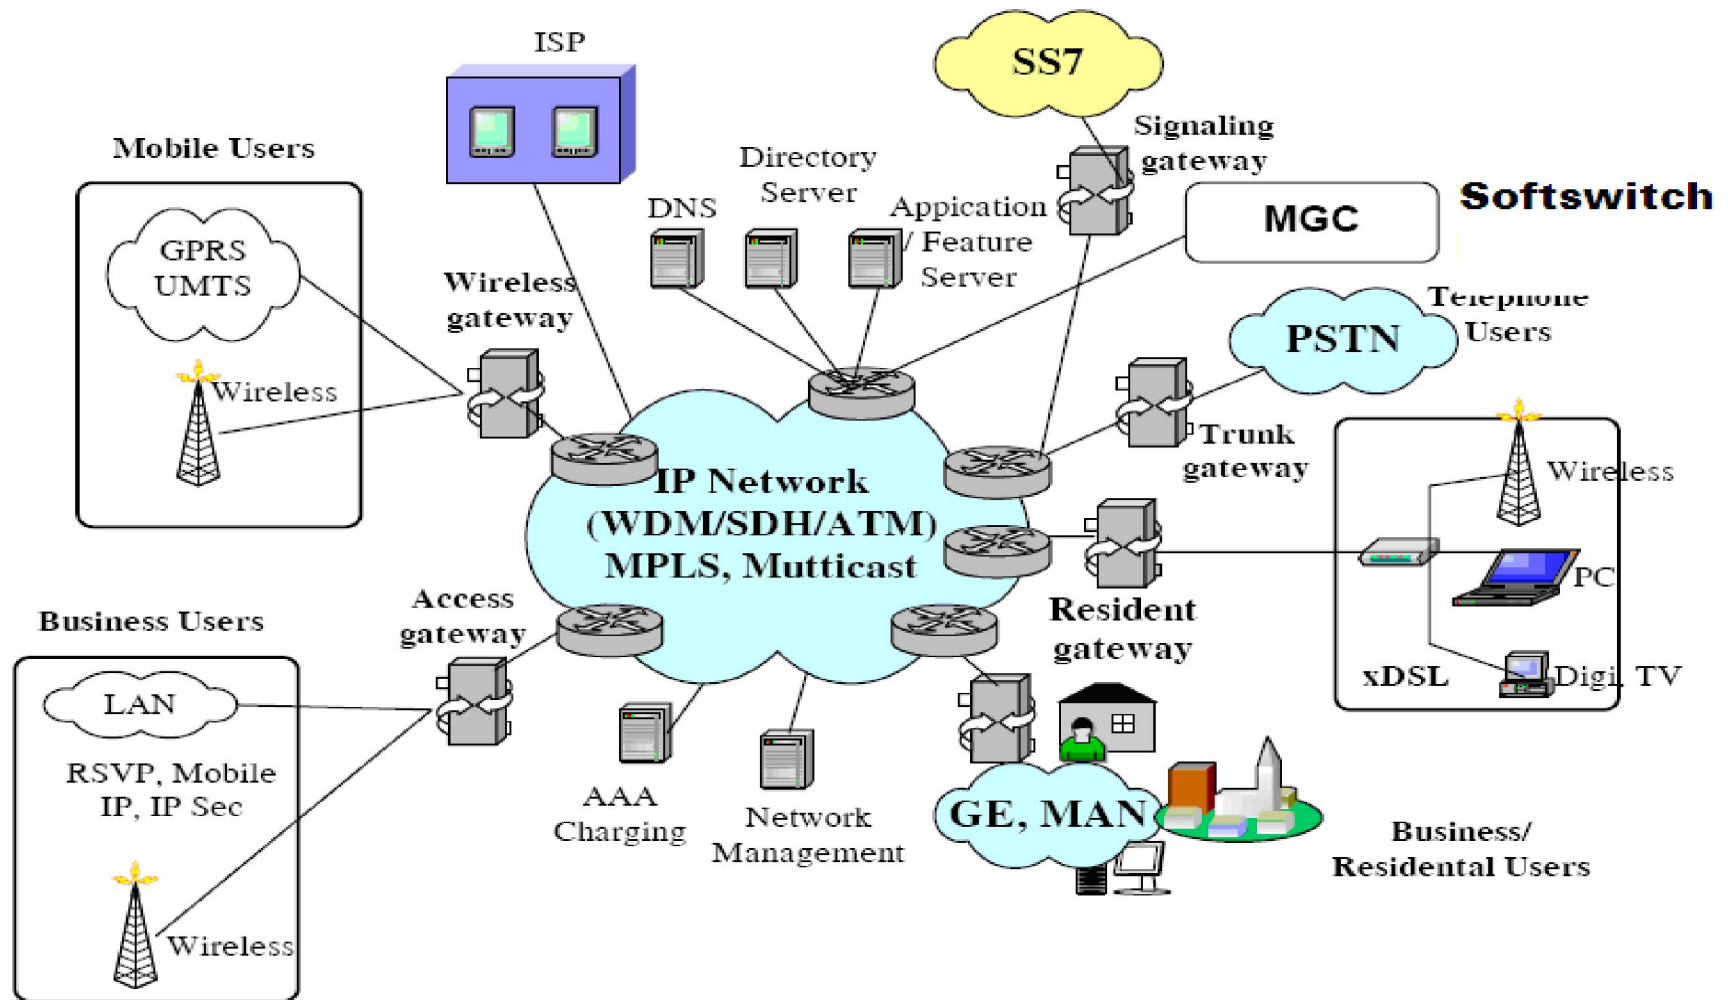 ISP
SS7
Mobile Users
Signaling
gateway
Directory
Server
DNS
Appication
/ Feature
Server
MGC
Softswitch
GPRS
UMTS
Wireless
gateway
Telephone
Users
PSTN
Wireless
Trunk
gateway
IP Network
(WDM/SDH/ATM)
MPLS, Mutticast
Wireless
PC
Digi, TV
xDSL
Resident
gateway
Access
gateway
Business Users
LAN
RSVP, Mobile
IP, IP Sec
Wireless
AAA
Charging
Network
Management
GE, MAN
Business/
Residental Users